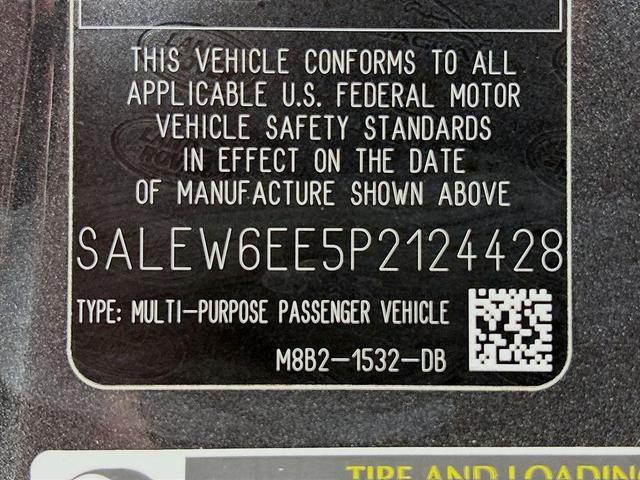 THIS VEHICLE CONFORMS TO ALL
APPLICABLE U.S. FEDERAL MOTOR
VEHICLE SAFETY STANDARDS
IN EFFECT ON THE DATE
OF MANUFACTURE SHOWN ABOVE
SALEW6EE5P2124428
TYPE: MULTI-PURPOSE PASSENGER VEHICLE
M8B2-1532-DB
TIRE AND LOADING